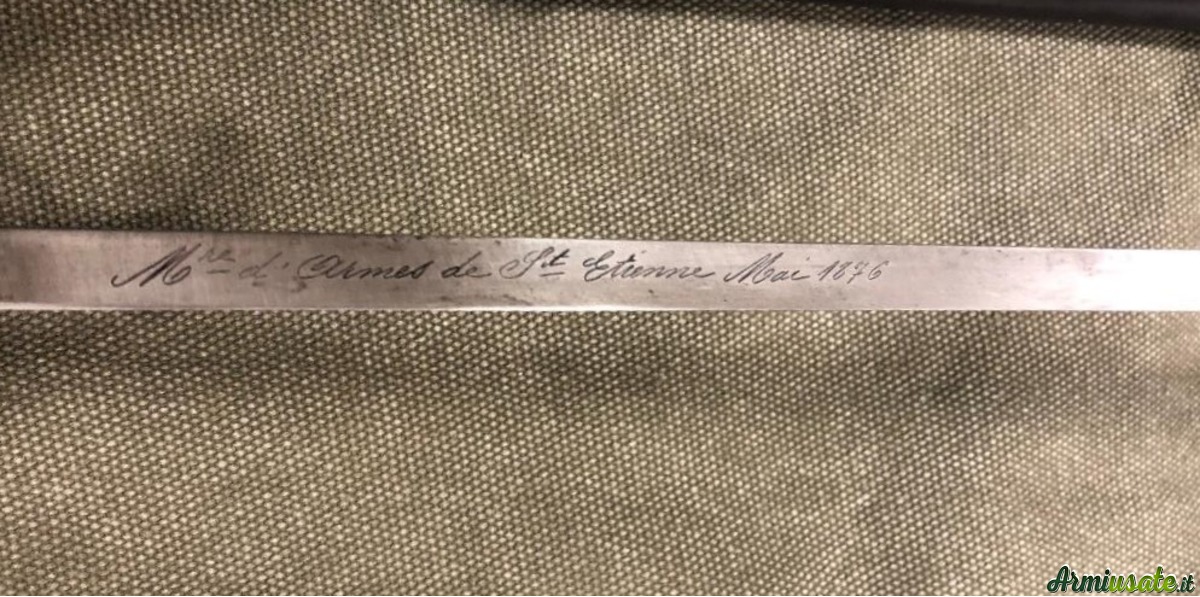 Mre d'Armes de St Etienne Mai 1876
Armiusate.it